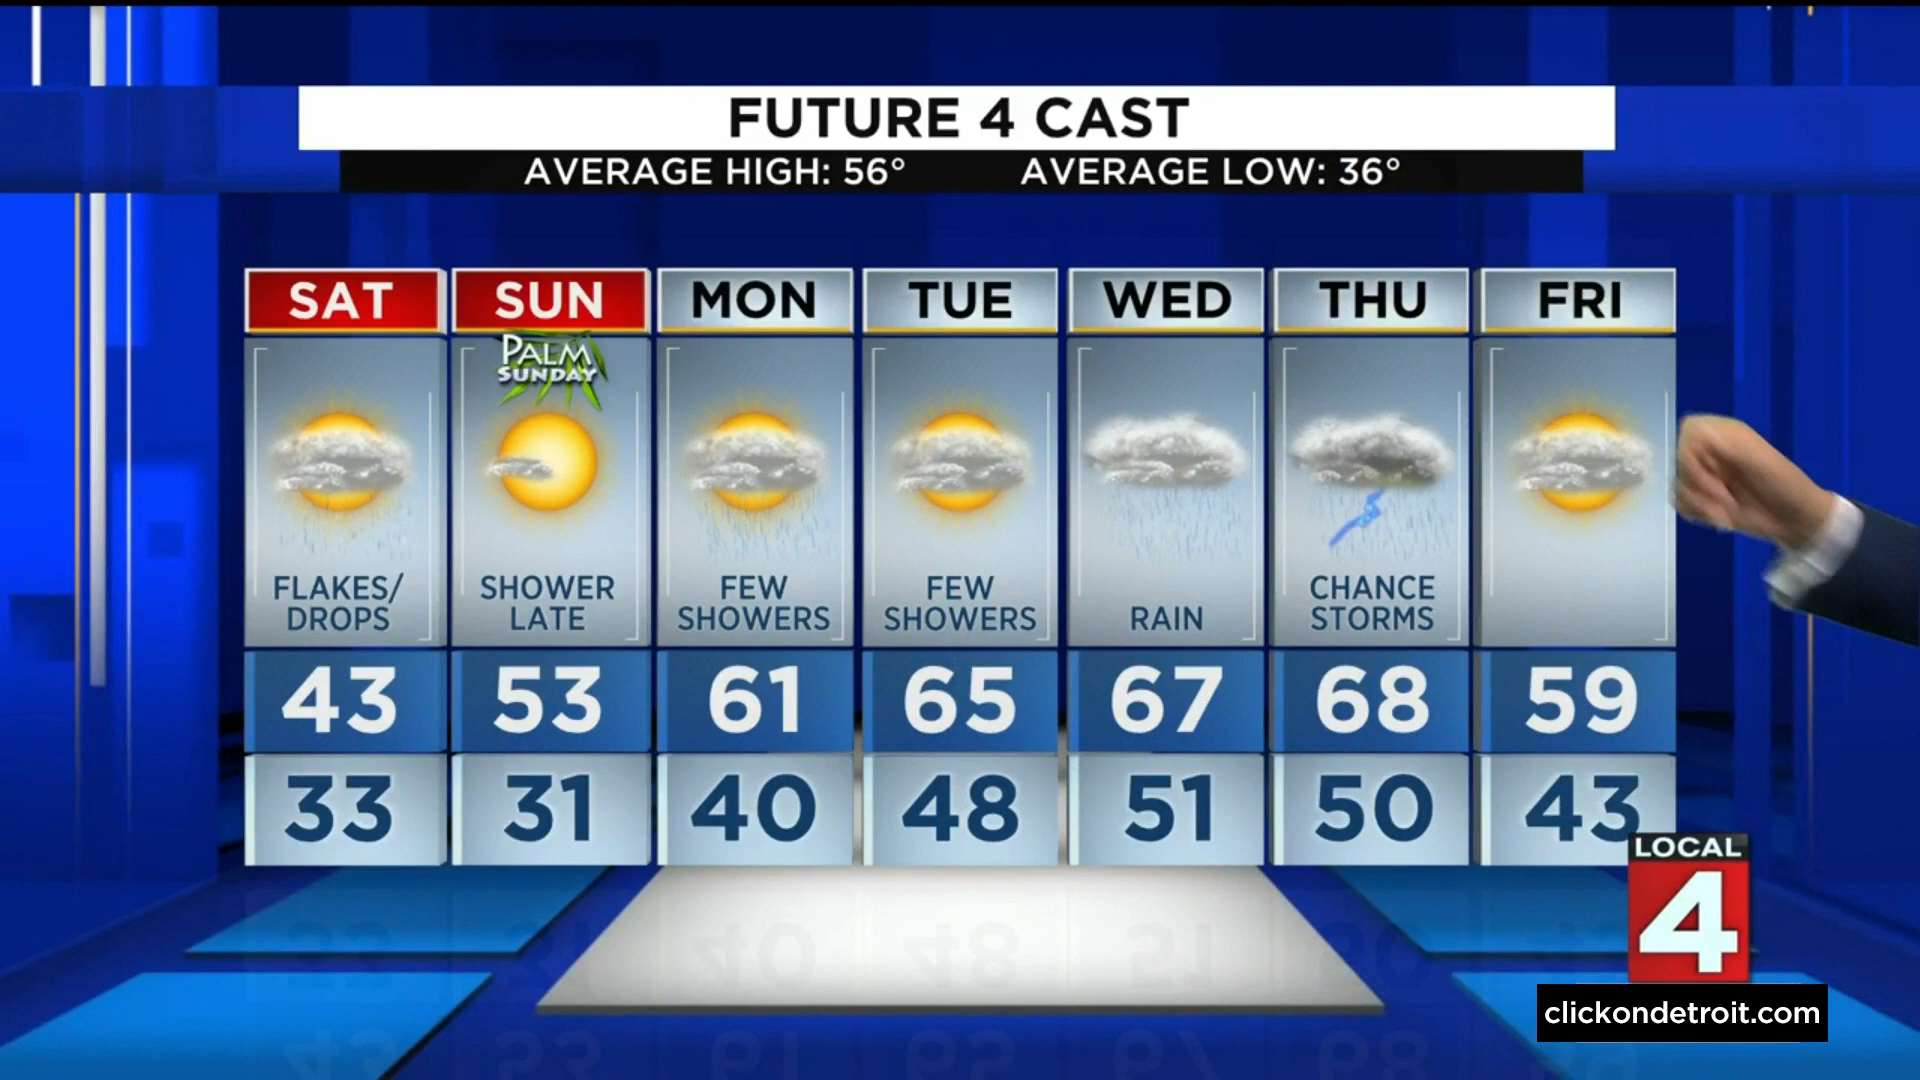 FUTURE 4 CAST
AVERAGE HIGH: 56° AVERAGE LOW: 36°
SAT SUN MON TUE WED THU FRI
PALM
SUNDAY
FLAKES/ SHOWER FEW FEW CHANCE
DROPS LATE SHOWERS SHOWERS RAIN STORMS
43 53 61 65 67 68 59
33 31 40 48 51 50 43
LOCAL
4
clickondetroit.com